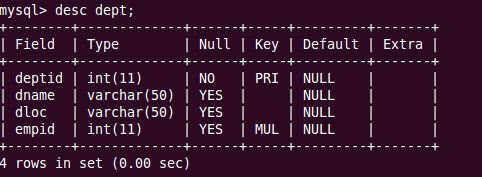 mysql> desc dept;
+--------+-------------+------+-----+---------+-------+
| Field  | Type        | Null | Key | Default | Extra |
+--------+-------------+------+-----+---------+-------+
| deptid | int(11)     | NO   | PRI | NULL    |       |
| dname  | varchar(50) | YES  |     | NULL    |       |
| dloc   | varchar(50) | YES  |     | NULL    |       |
| empid  | int(11)     | YES  | MUL | NULL    |       |
+--------+-------------+------+-----+---------+-------+
4 rows in set (0.00 sec)